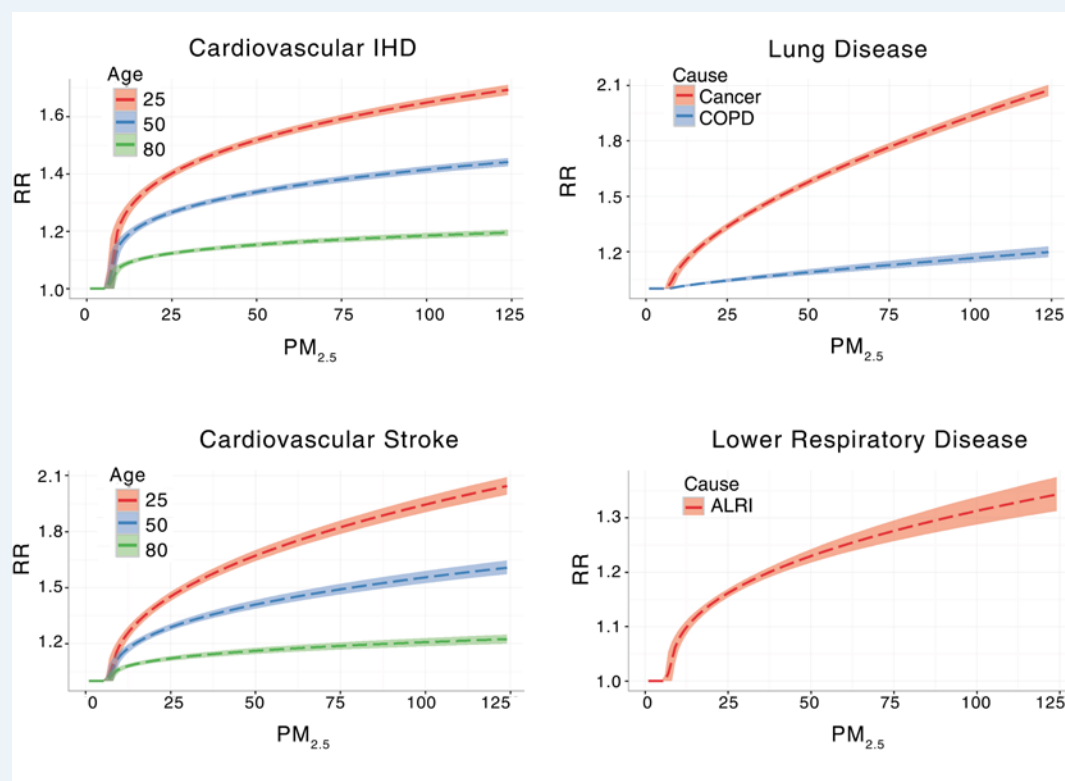 Cardiovascular IHD
Age
25
50
80
1.6
1.4
1.2
1.0
RR
0 25 50 75 100 125
PM2.5
Lung Disease
Cause
Cancer
COPD
2.1
1.8
1.5
1.2
RR
0 25 50 75 100 125
PM2.5
Cardiovascular Stroke
Age
25
50
80
2.1
1.8
1.5
1.2
RR
0 25 50 75 100 125
PM2.5
Lower Respiratory Disease
Cause
ALRI
1.3
1.2
1.1
1.0
RR
0 25 50 75 100 125
PM2.5